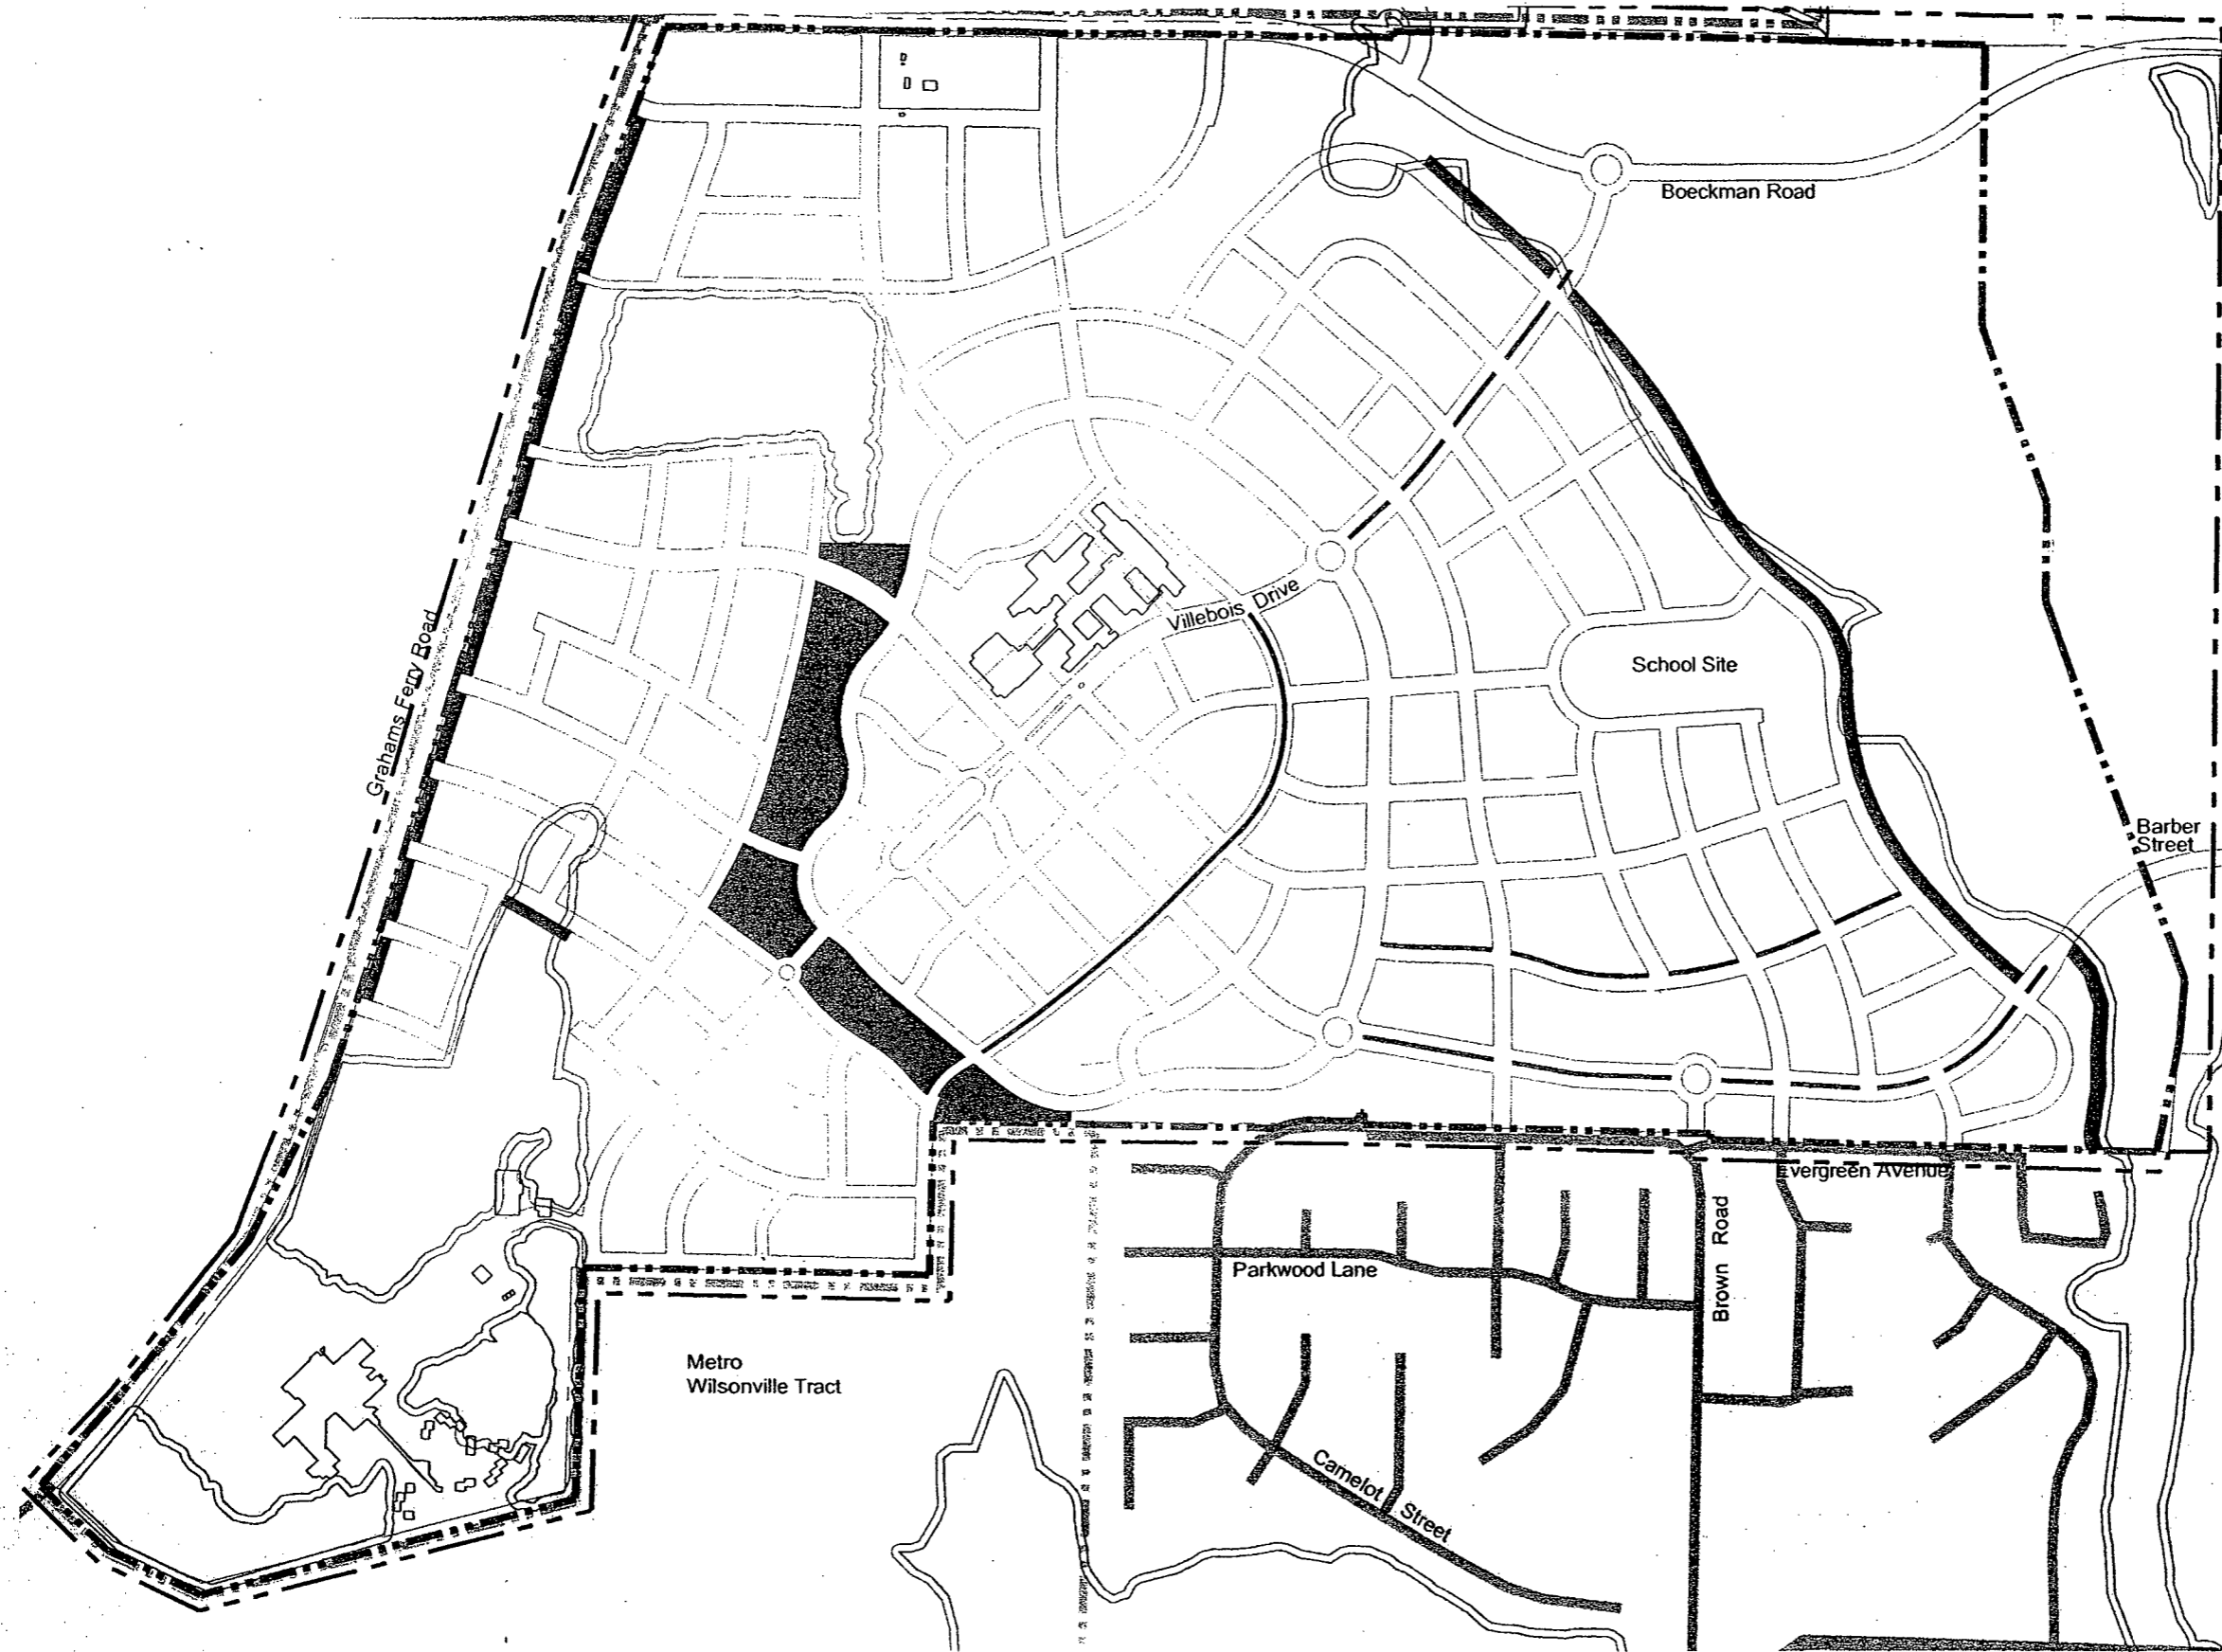 Boeckman Road
Villebois Drive
Grahams Ferry Road
School Site
Barber
Street
Evergreen Avenue
Parkwood Lane
Brown Road
Metro
Wilsonville Tract
Camelot Street